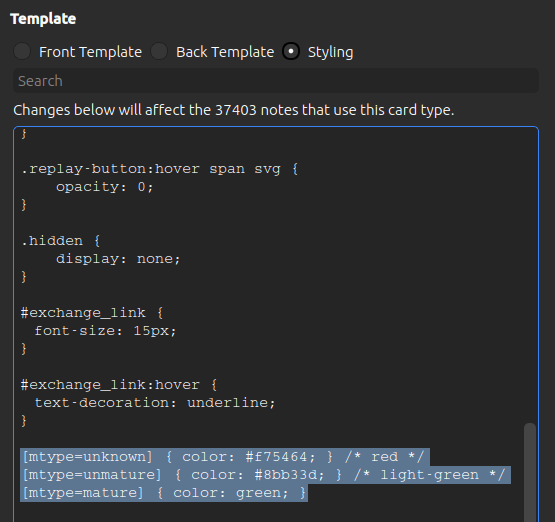 Template
Front Template Back Template Styling
Search
Changes below will affect the 37403 notes that use this card type.
}
.replay-button:hover span svg {
    opacity: 0;
}
.hidden {
    display: none;
}
#exchange_link {
  font-size: 15px;
}
#exchange_link:hover {
  text-decoration: underline;
}
[mtype=unknown] { color: #f75464; } /* red */
[mtype=unmature] { color: #8bb33d; } /* light-green */
[mtype=mature] { color: green; }